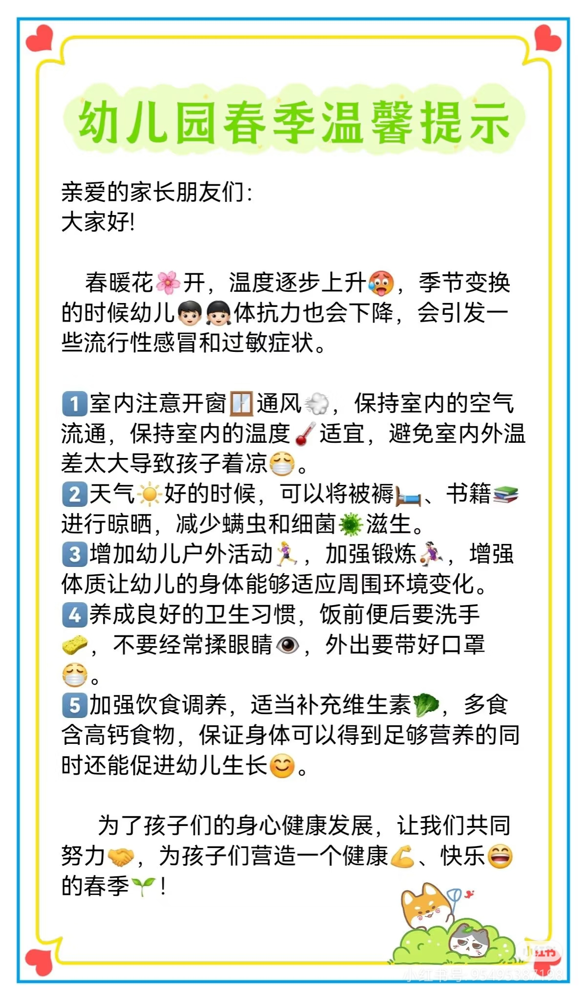 幼儿园春季温馨提示
亲爱的家长朋友们：
大家好!
春暖花🌸开，温度逐步上升🥵，季节变换
的时候幼儿👦🏻👧🏻体抗力也会下降，会引发一
些流行性感冒和过敏症状。
1️⃣室内注意开窗🪟通风💨，保持室内的空气
流通，保持室内的温度🌡️适宜，避免室内外温
差太大导致孩子着凉😷。
2️⃣天气☀️好的时候，可以将被褥🛏️、书籍📚
进行晾晒，减少螨虫和细菌🦠滋生。
3️⃣增加幼儿户外活动🏃‍♀️，加强锻炼⛹🏻‍♀️，增强
体质让幼儿的身体能够适应周围环境变化。
4️⃣养成良好的卫生习惯，饭前便后要洗手
🧽，不要经常揉眼睛👁️，外出要带好口罩
😷。
5️⃣加强饮食调养，适当补充维生素🥬，多食
含高钙食物，保证身体可以得到足够营养的同
时还能促进幼儿生长😊。
为了孩子们的身心健康发展，让我们共同
努力🤝，为孩子们营造一个健康💪、快乐😄
的春季🌱！
小红书
小红书号: 95495387198